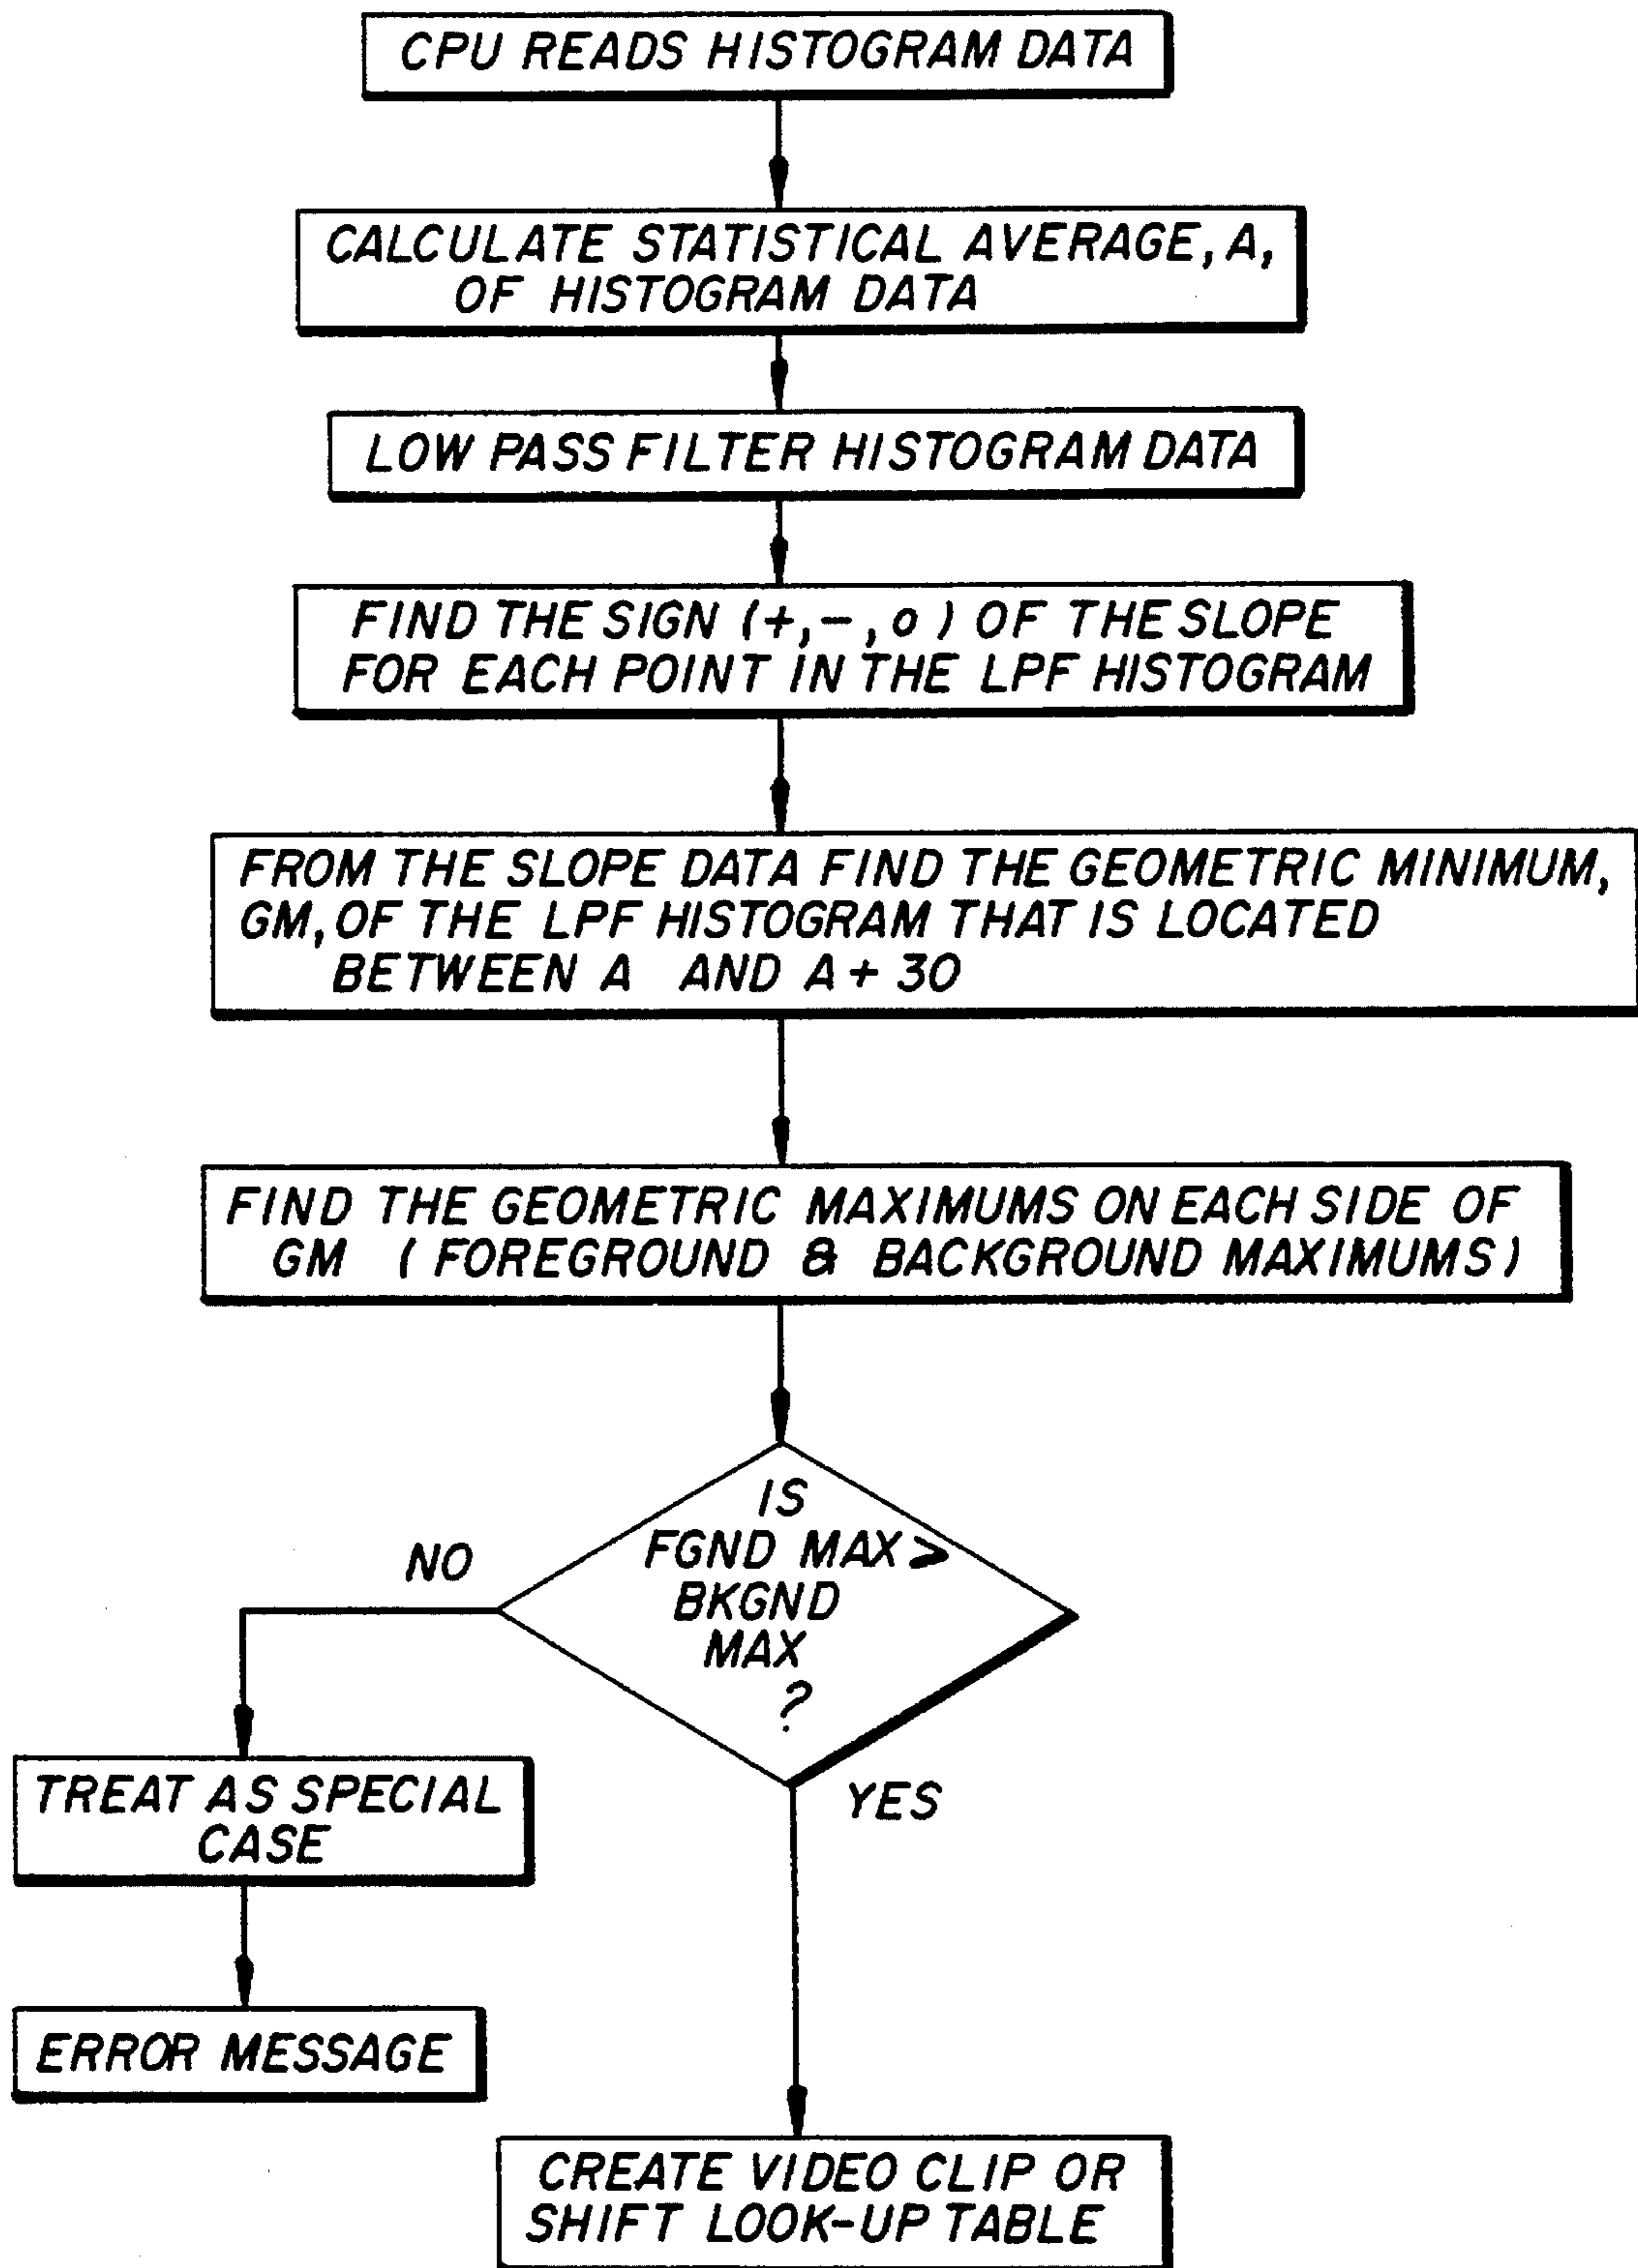 CPU READS HISTOGRAM DATA
CALCULATE STATISTICAL AVERAGE, A,
OF HISTOGRAM DATA
LOW PASS FILTER HISTOGRAM DATA
FIND THE SIGN (+,-,0) OF THE SLOPE
FOR EACH POINT IN THE LPF HISTOGRAM
FROM THE SLOPE DATA FIND THE GEOMETRIC MINIMUM,
GM, OF THE LPF HISTOGRAM THAT IS LOCATED
BETWEEN A AND A + 30
FIND THE GEOMETRIC MAXIMUMS ON EACH SIDE OF
GM (FOREGROUND & BACKGROUND MAXIMUMS)
IS
FGND MAX ⩾
BKGND
MAX
?
NO
YES
TREAT AS SPECIAL
CASE
ERROR MESSAGE
CREATE VIDEO CLIP OR
SHIFT LOOK-UP TABLE